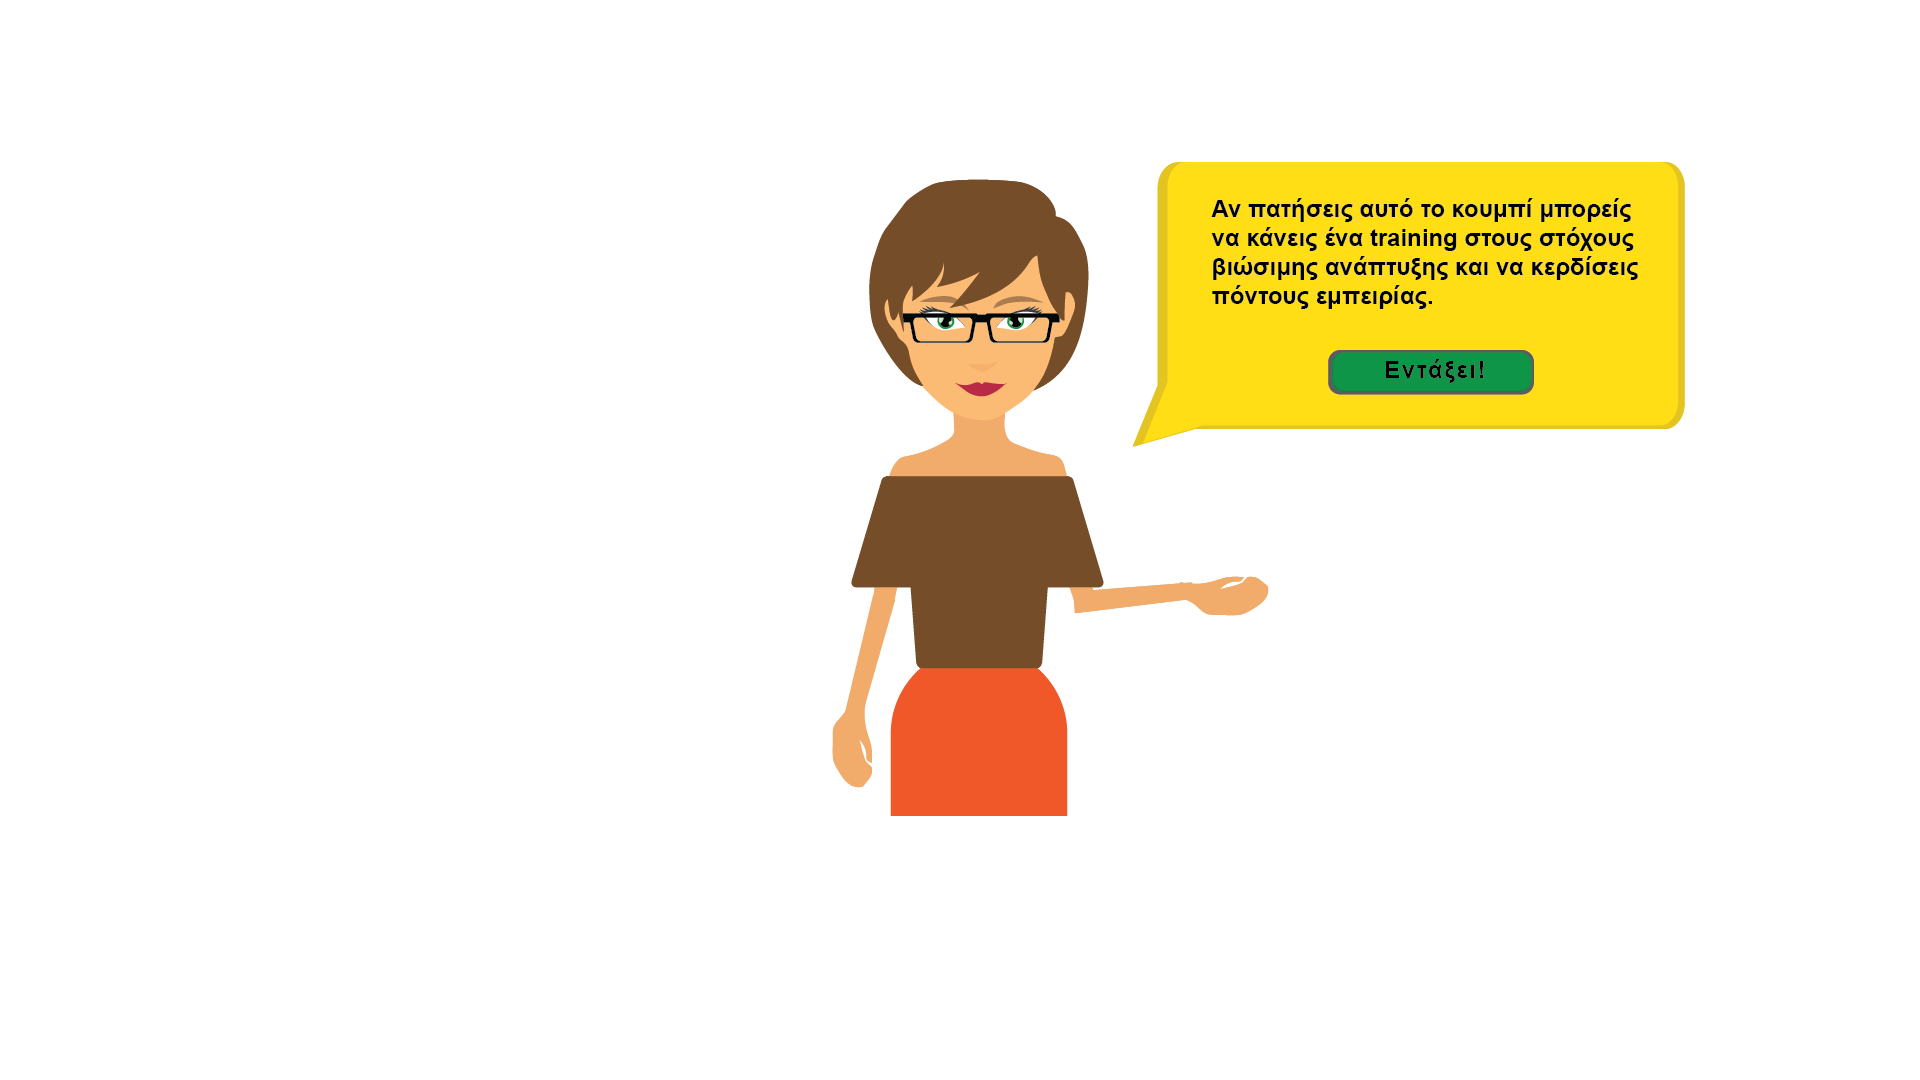 Αν πατήσεις αυτό το κουμπί μπορείς
να κάνεις ένα training στους στόχους
βιώσιμης ανάπτυξης και να κερδίσεις
πόντους εμπειρίας.
Εντάξει!